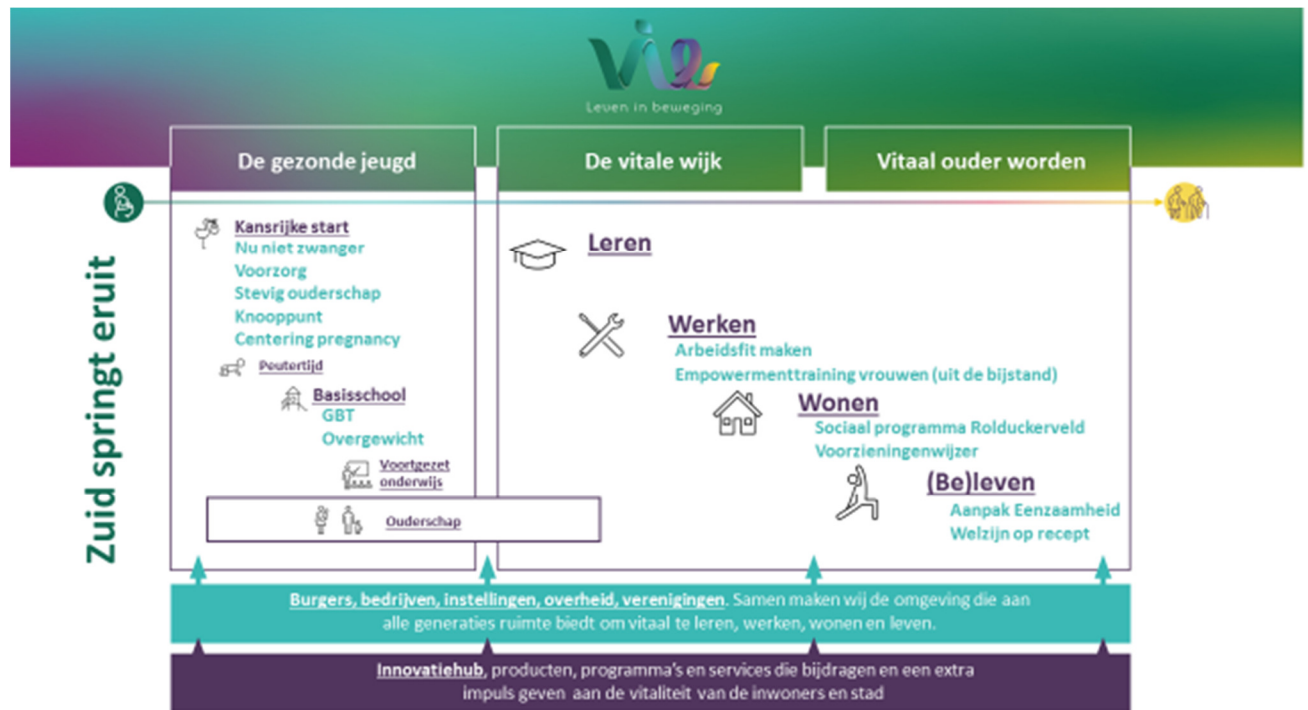 Vie
Leven in beweging
De gezonde jeugd
De vitale wijk
Vitaal ouder worden
Zuid springt eruit
Kansrijke start
Nu niet zwanger
Voorzorg
Stevig ouderschap
Knooppunt
Centering pregnancy
Peutertijd
Basisschool
GBT
Overgewicht
Voortgezet
onderwijs
Ouderschap
Leren
Werken
Arbeidsfit maken
Empowermenttraining vrouwen (uit de bijstand)
Wonen
Sociaal programma Rolduckerveld
Voorzieningenwijzer
(Be)leven
Aanpak Eenzaamheid
Welzijn op recept
Burgers, bedrijven, instellingen, overheid, verenigingen. Samen maken wij de omgeving die aan
alle generaties ruimte biedt om vitaal te leren, werken, wonen en leven.
Innovatiehub, producten, programma's en services die bijdragen en een extra
impuls geven aan de vitaliteit van de inwoners en stad